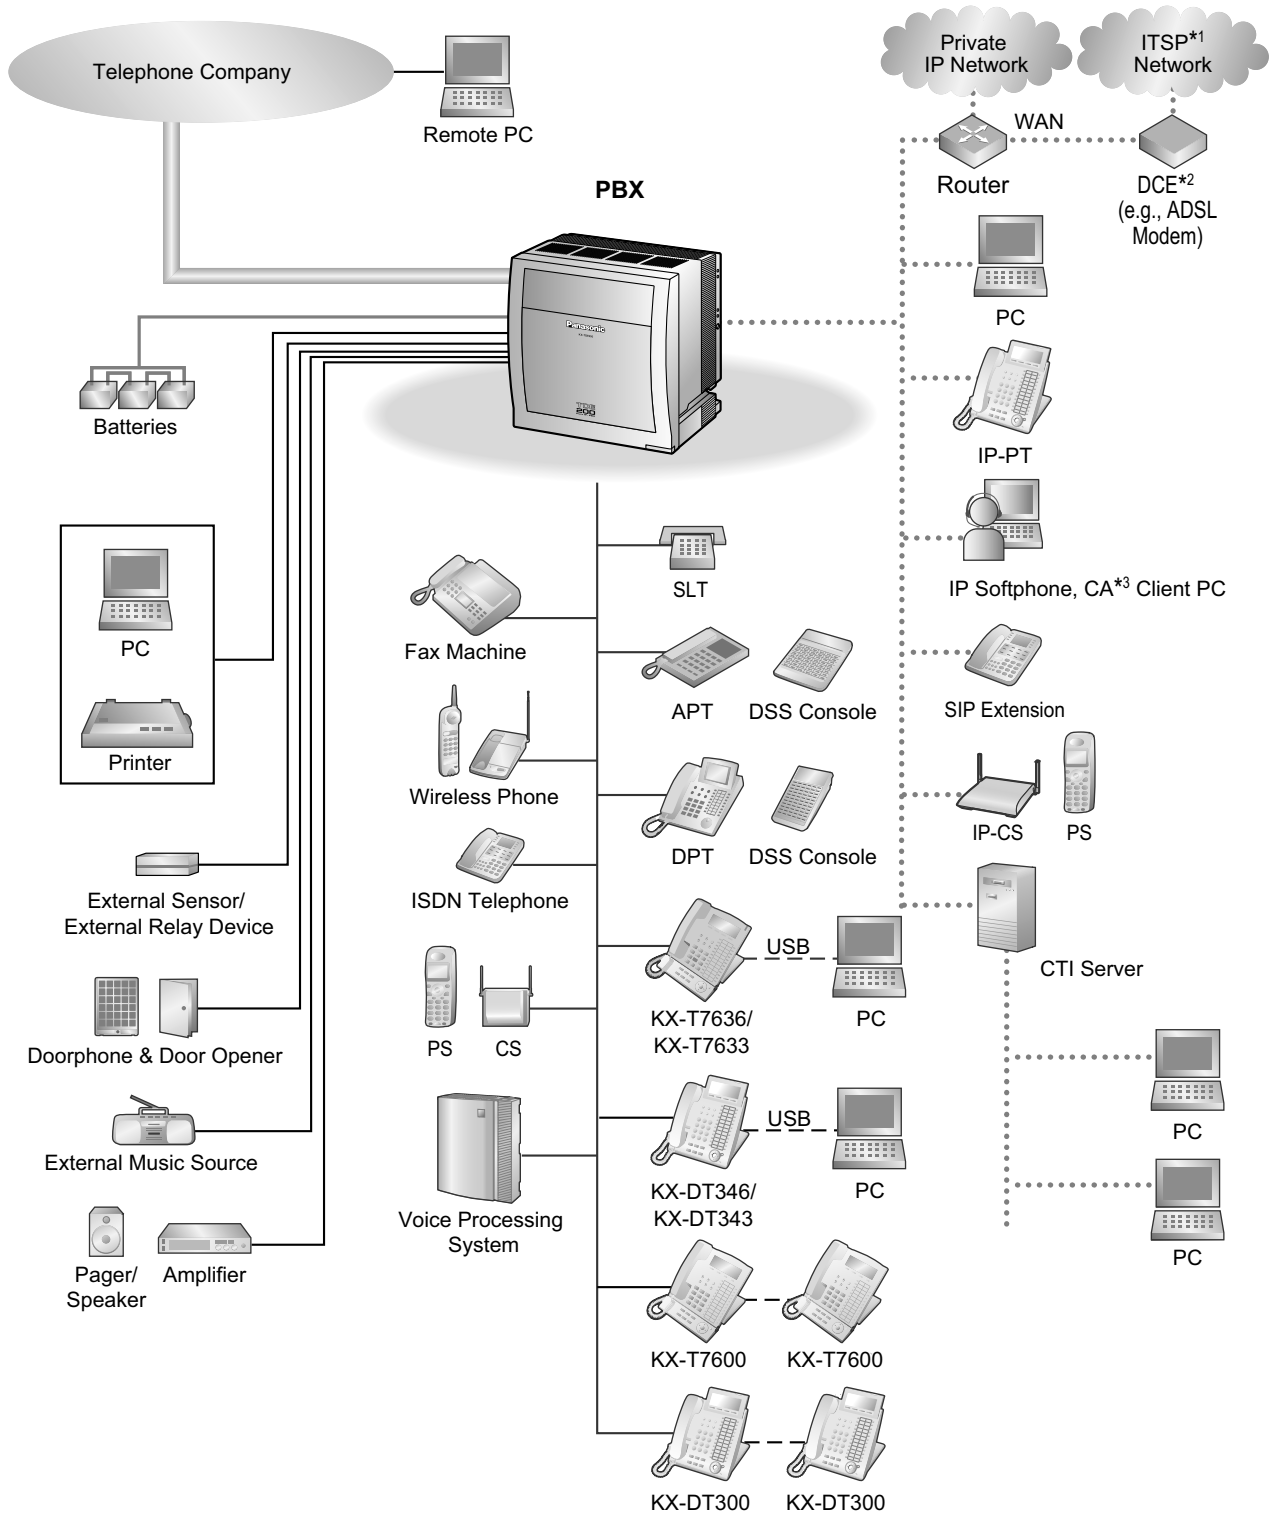 Telephone Company
Remote PC
Private
IP Network
ITSP*1
Network
WAN
Router
DCE*2
(e.g., ADSL
Modem)
PBX
Panasonic
TDE
200
PC
Batteries
IP-PT
PC
Printer
SLT
IP Softphone, CA*3 Client PC
Fax Machine
APT
DSS Console
SIP Extension
Wireless Phone
DPT
DSS Console
IP-CS
PS
External Sensor/
External Relay Device
ISDN Telephone
USB
CTI Server
KX-T7636/
KX-T7633
PC
Doorphone & Door Opener
PS
CS
External Music Source
USB
PC
KX-DT346/
KX-DT343
PC
Voice Processing
System
PC
Pager/
Speaker
Amplifier
KX-T7600
KX-T7600
KX-DT300
KX-DT300